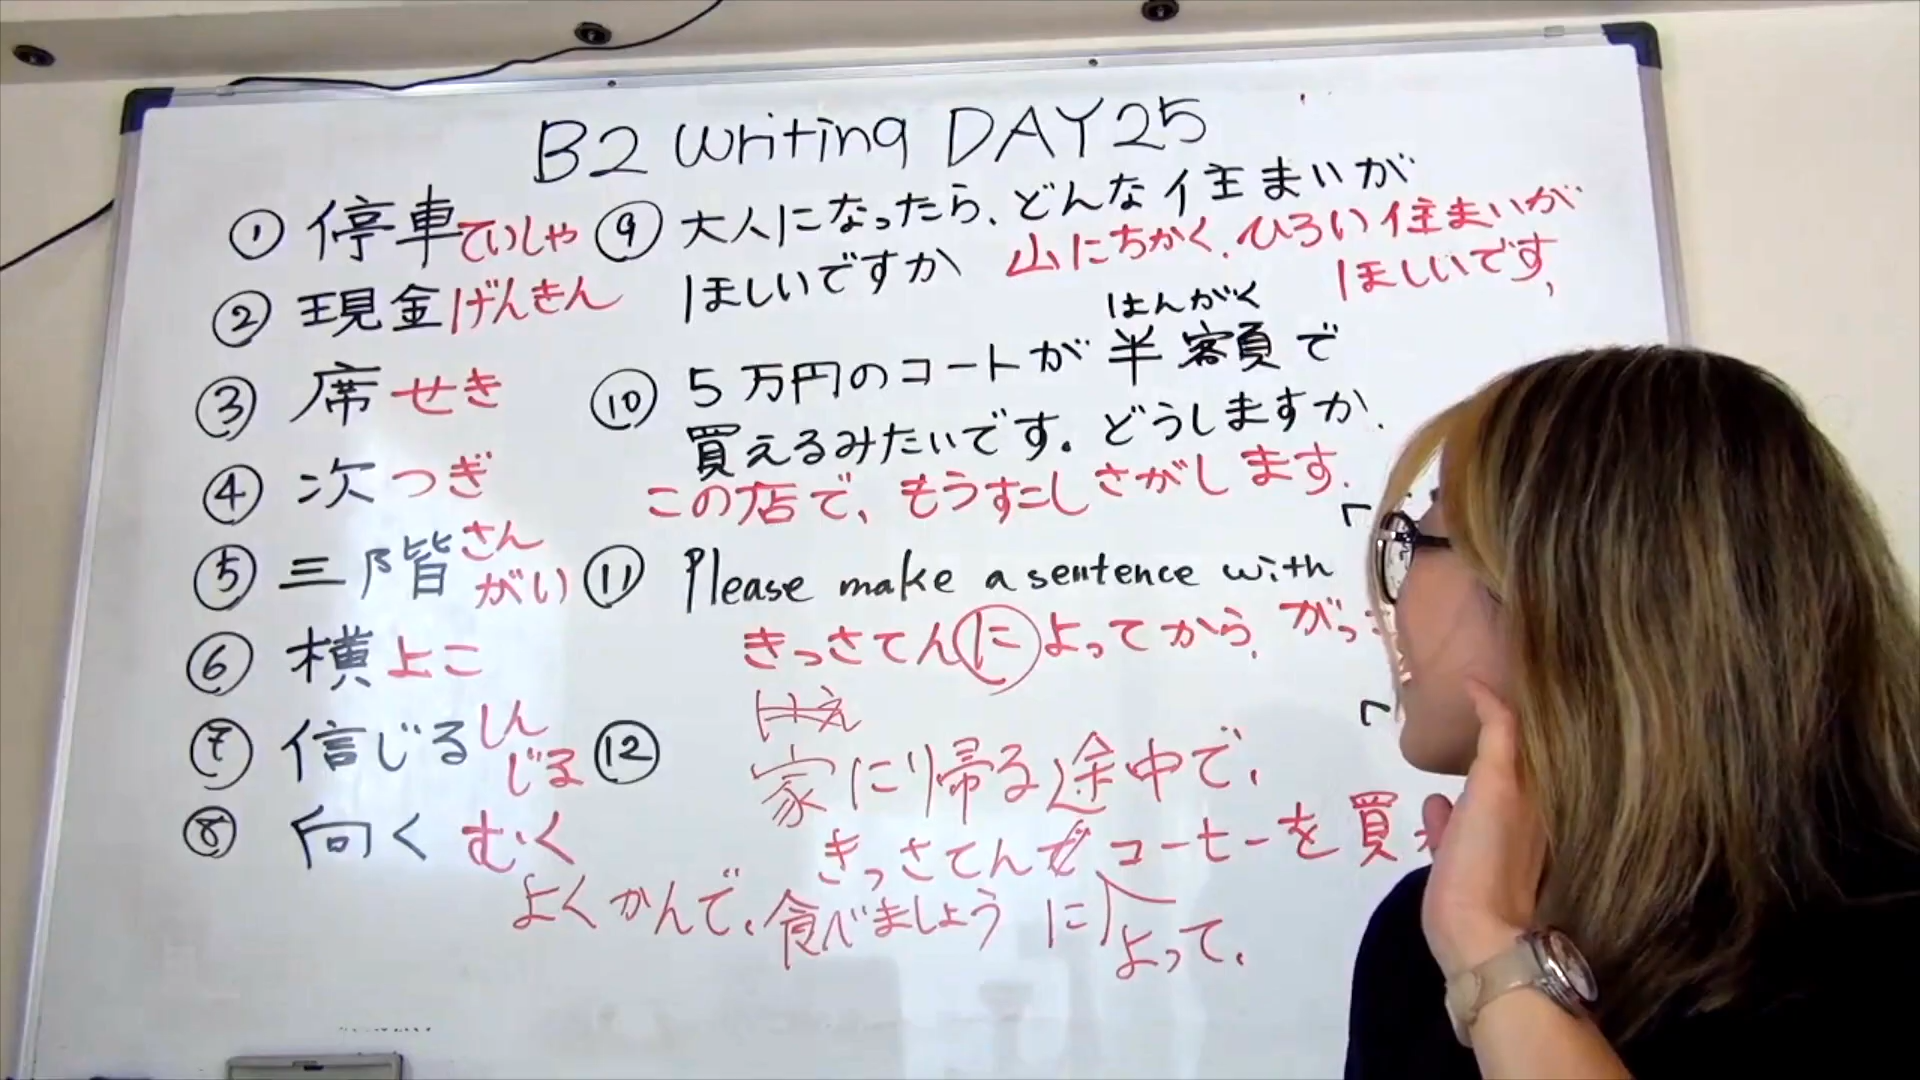 B2 Writing DAY25
① 停車 ていしゃ
② 現金 げんきん
③ 席 せき
④ 次 つぎ
⑤ 三階 さん
がい
⑥ 横 よこ
⑦ 信じる しん
じる
⑧ 向く むく
⑨ 大人になったら、どんな住まいが
ほしいですか
山にちかく、ひろい住まいが
ほしいです、
はんがく
⑩ 5万円のコートが半額で
買えるみたいです。どうしますか、
この店で、もうすこしさがします.
⑪ Please make a sentence with 「
きっさてん に よってから、がっ
⑫ 「
家に帰る途中で、
きっさてん コーヒーを買
よくかんで、食べましょう に
よって、